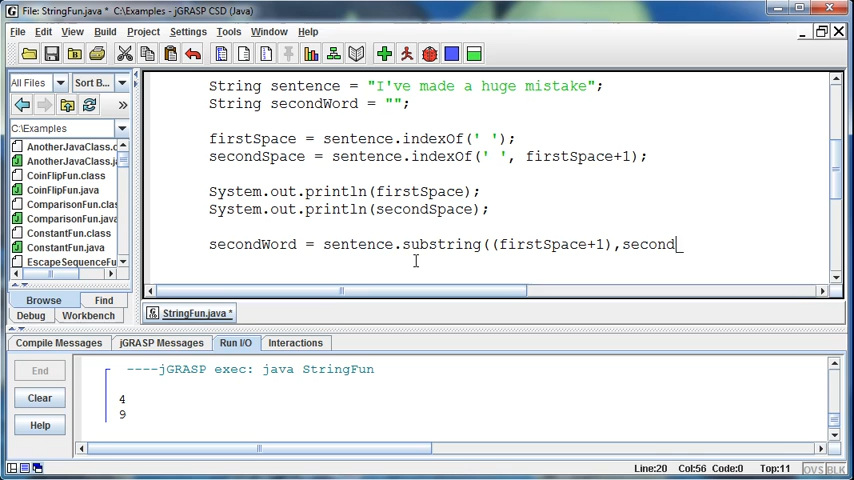 File: StringFun.java * C:\Examples - jGRASP CSD (Java)
File Edit View Build Project Settings Tools Window Help
All Files Sort B...
C:\Examples
AnotherJavaClass.c
AnotherJavaClass.ja
CoinFlipFun.class
CoinFlipFun.java
ComparisonFun.class
ComparisonFun.java
ConstantFun.class
ConstantFun.java
EscapeSequenceFu
Browse Find
Debug Workbench
String sentence = "I've made a huge mistake";
String secondWord = "";
firstSpace = sentence.indexOf(' ');
secondSpace = sentence.indexOf(' ', firstSpace+1);
System.out.println(firstSpace);
System.out.println(secondSpace);
secondWord = sentence.substring((firstSpace+1),second
StringFun.java *
Compile Messages jGRASP Messages Run I/O Interactions
End
Clear
Help
----jGRASP exec: java StringFun
4
9
Line:20 Col:56 Code:0 Top:11 OVS BLK